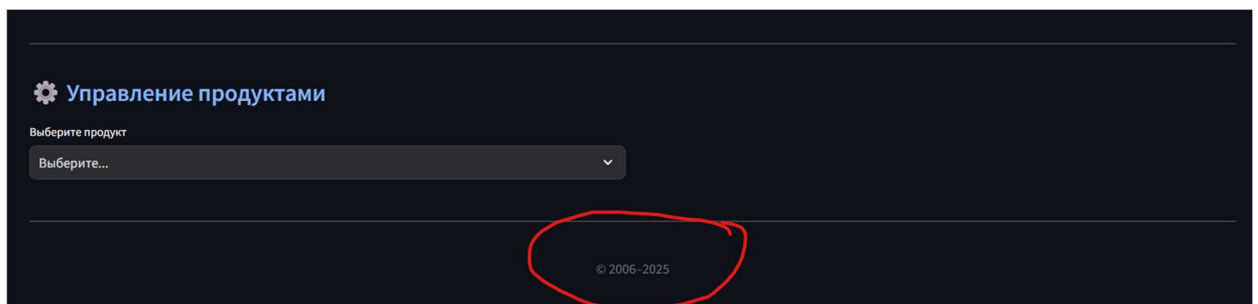 Управление продуктами
Выберите продукт
Выберите...
© 2006–2025